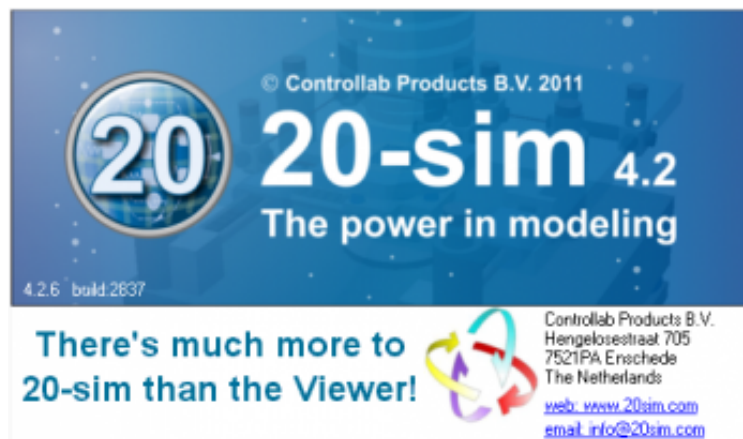 © Controllab Products B.V. 2011
20
20-sim 4.2
The power in modeling
4.2.6 build:2837
There's much more to
20-sim than the Viewer!
Controllab Products B.V.
Hengelosestraat 705
7521PA Enschede
The Netherlands
web: www.20sim.com
email: info@20sim.com